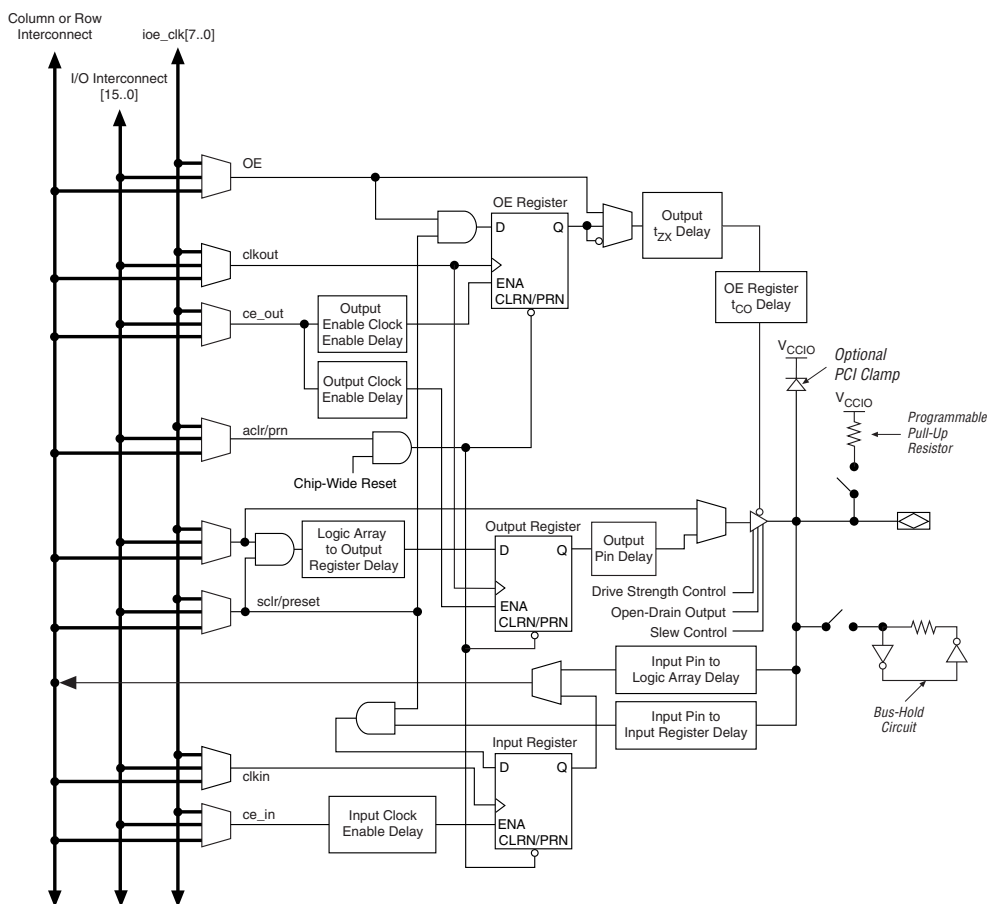 Column or Row
Interconnect
ioe_clk[7..0]
I/O Interconnect
[15..0]
OE
OE Register
D
Q
ENA
CLRN/PRN
Output
tZX Delay
clkout
OE Register
tCO Delay
ce_out
Output
Enable Clock
Enable Delay
Output Clock
Enable Delay
VCCIO
Optional
PCI Clamp
VCCIO
Programmable
Pull-Up
Resistor
aclr/prn
Chip-Wide Reset
Logic Array
to Output
Register Delay
Output Register
D
Q
ENA
CLRN/PRN
Output
Pin Delay
Drive Strength Control
Open-Drain Output
Slew Control
sclr/preset
Input Pin to
Logic Array Delay
Input Pin to
Input Register Delay
Bus-Hold
Circuit
Input Register
D
Q
ENA
CLRN/PRN
clkin
ce_in
Input Clock
Enable Delay